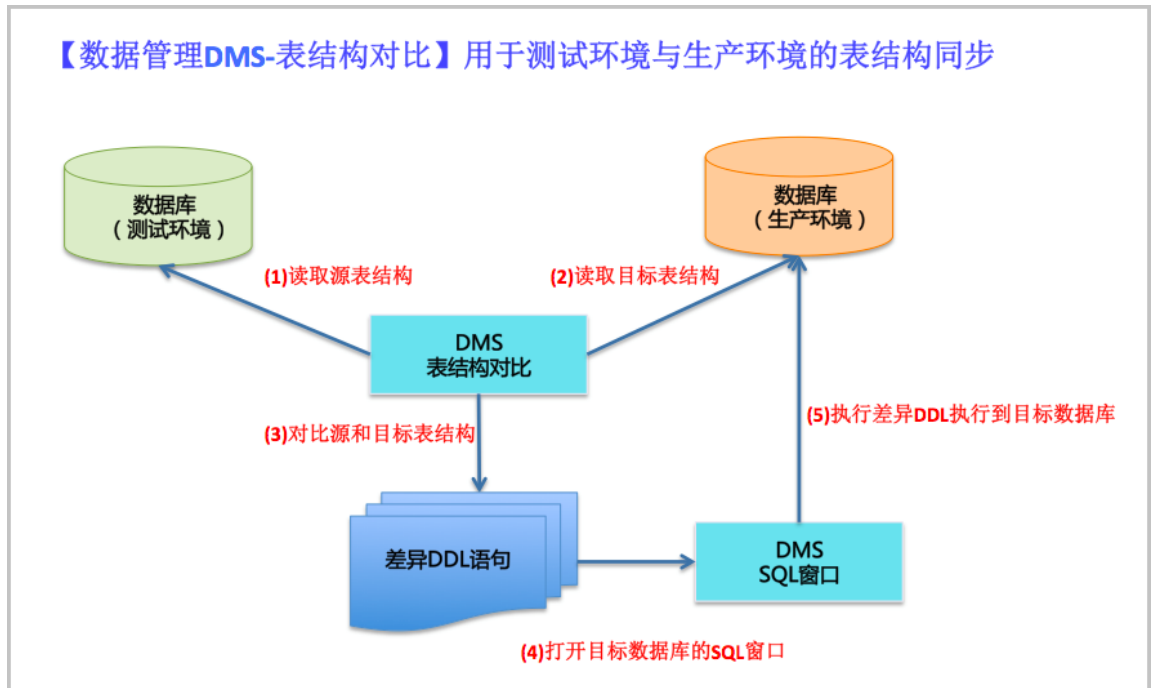 【数据管理DMS-表结构对比】用于测试环境与生产环境的表结构同步
数据库
（测试环境）
数据库
（生产环境）
(1)读取源表结构
(2)读取目标表结构
DMS
表结构对比
(3)对比源和目标表结构
(5)执行差异DDL执行到目标数据库
差异DDL语句
DMS
SQL窗口
(4)打开目标数据库的SQL窗口